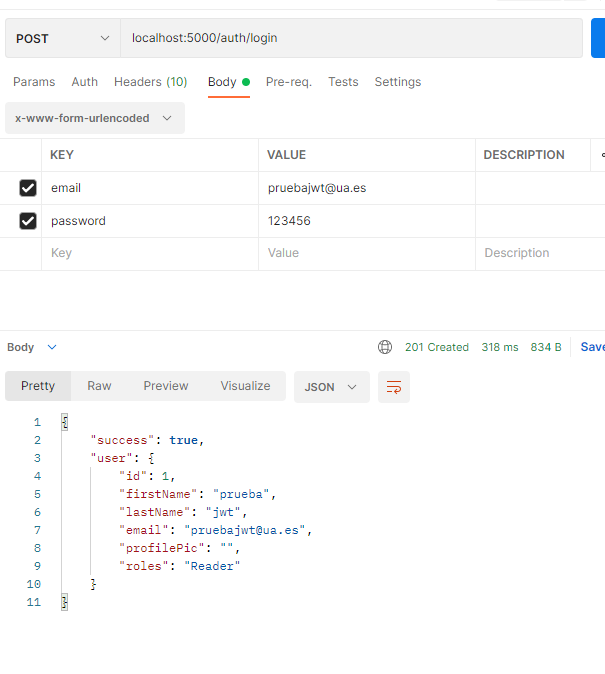 POST localhost:5000/auth/login
Params Auth Headers (10) Body Pre-req. Tests Settings
x-www-form-urlencoded
KEY VALUE DESCRIPTION
email pruebajwt@ua.es
password 123456
Key Value Description
Body 201 Created 318 ms 834 B Save
Pretty Raw Preview Visualize JSON
1 {
2 "success": true,
3 "user": {
4 "id": 1,
5 "firstName": "prueba",
6 "lastName": "jwt",
7 "email": "pruebajwt@ua.es",
8 "profilePic": "",
9 "roles": "Reader"
10 }
11 }